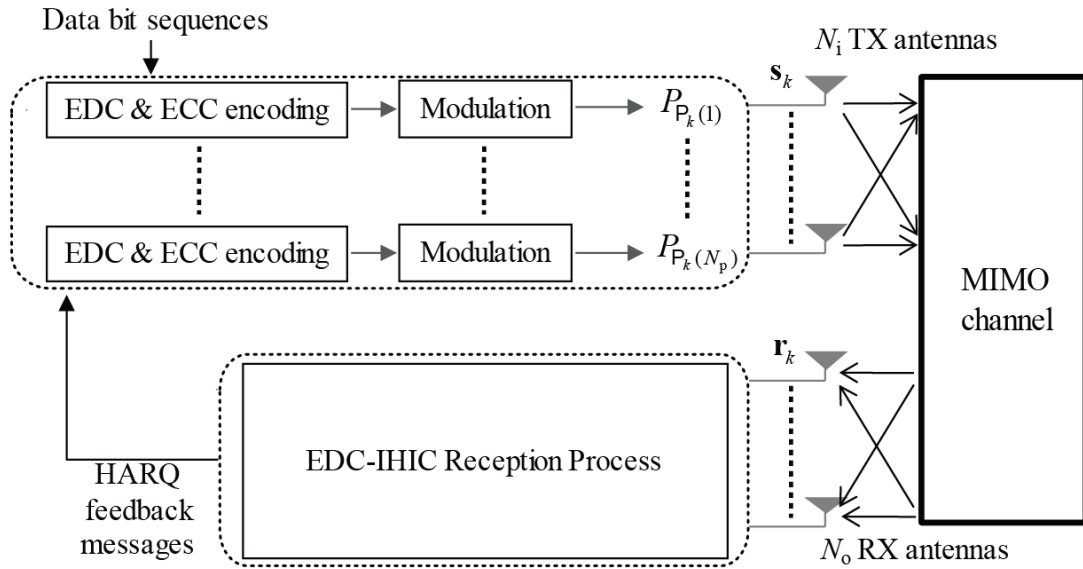 Data bit sequences
N_i TX antennas
s_k
EDC & ECC encoding
Modulation
P_{P_k(1)}
EDC & ECC encoding
Modulation
P_{P_k(N_p)}
MIMO
channel
r_k
EDC-IHIC Reception Process
HARQ
feedback
messages
N_o RX antennas